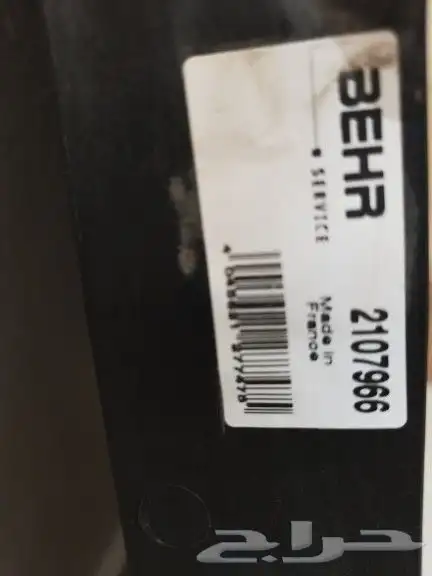 BEHR
SERVICE
2107966
Made in
France
حراج